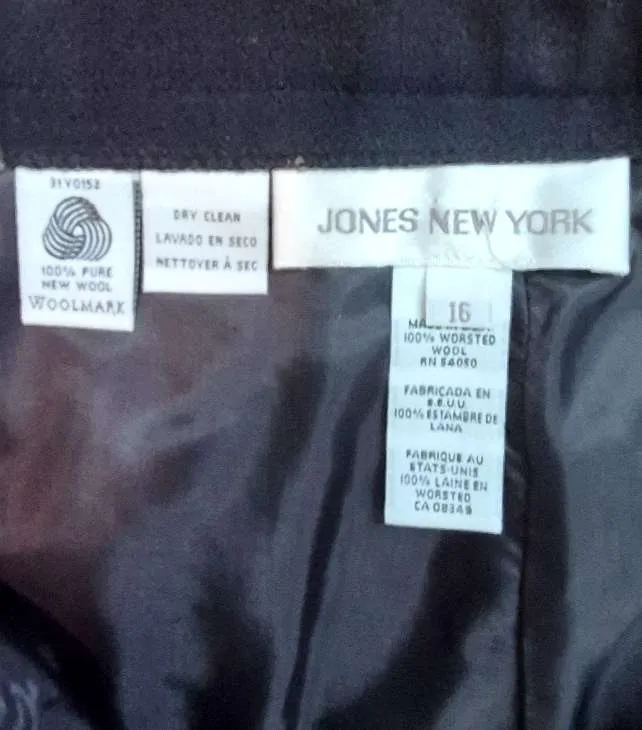 31Y0153
100% PURE
NEW WOOL
WOOLMARK
DRY CLEAN
LAVADO EN SECO
NETTOYER À SEC
JONES NEW YORK
16
100% WORSTED
WOOL
RN 54050
FABRICADA EN
E.E.U.U.
100% ESTAMBRE DE
LANA
FABRIQUE AU
ETATS-UNIS
100% LAINE EN
WORSTED
CA 08349